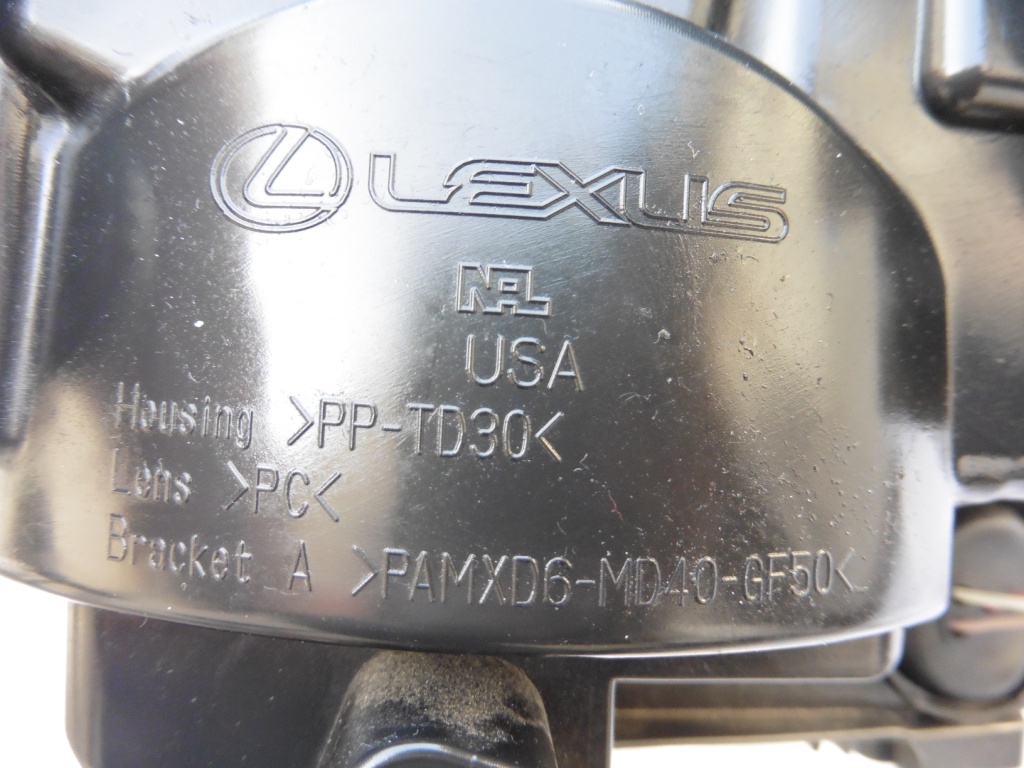 LEXUS
NAL
USA
Housing >PP-TD30<
Lens >PC<
Bracket A >PAMXD6-MD40-GF50<